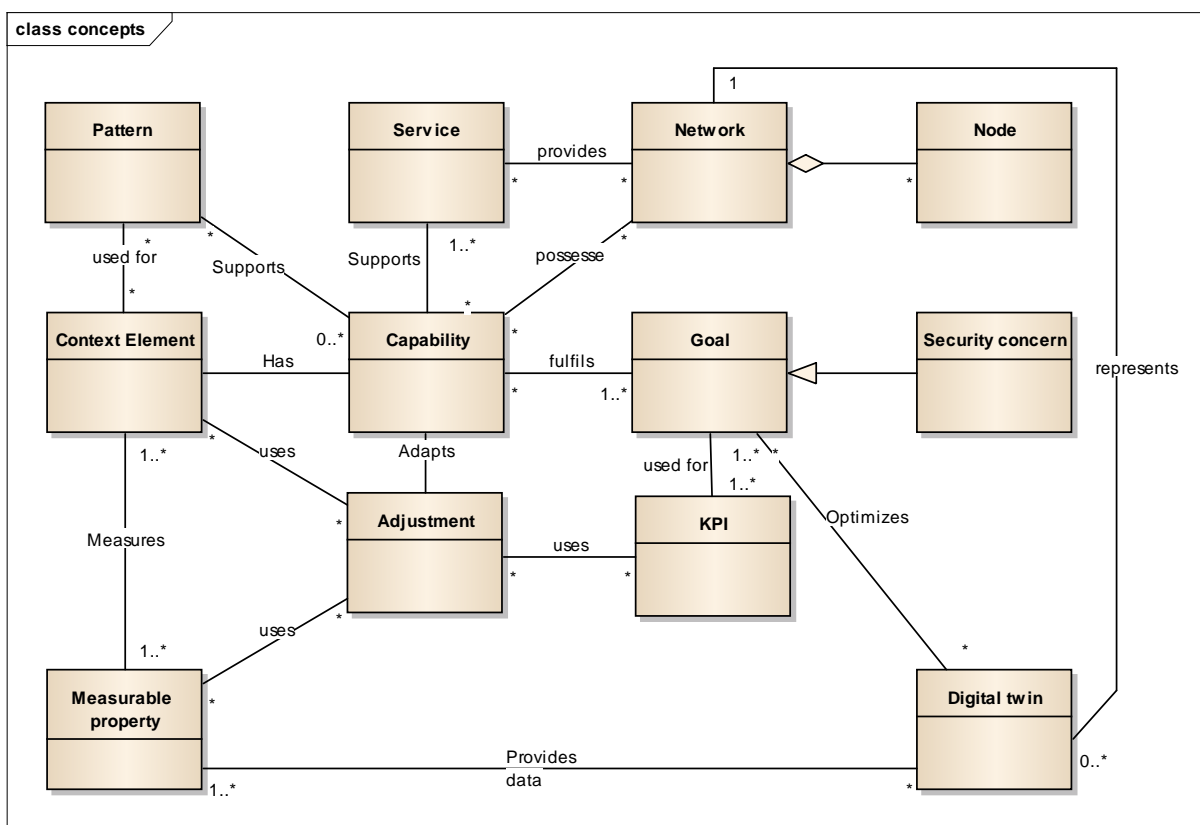 class concepts
1
Pattern
Service
Network
Node
provides
*
*
*
*
*
1..*
*
used for
Supports
Supports
possesse
*
*
0..*
*
Context Element
Capability
Goal
Security concern
Has
fulfils
represents
*
1..*
*
1..*
uses
Adapts
used for
1..*
*
1..*
*
Adjustment
KPI
Optimizes
Measures
uses
*
*
*
uses
1..*
*
*
Measurable
property
Digital twin
Provides
data
1..*
*
0..*